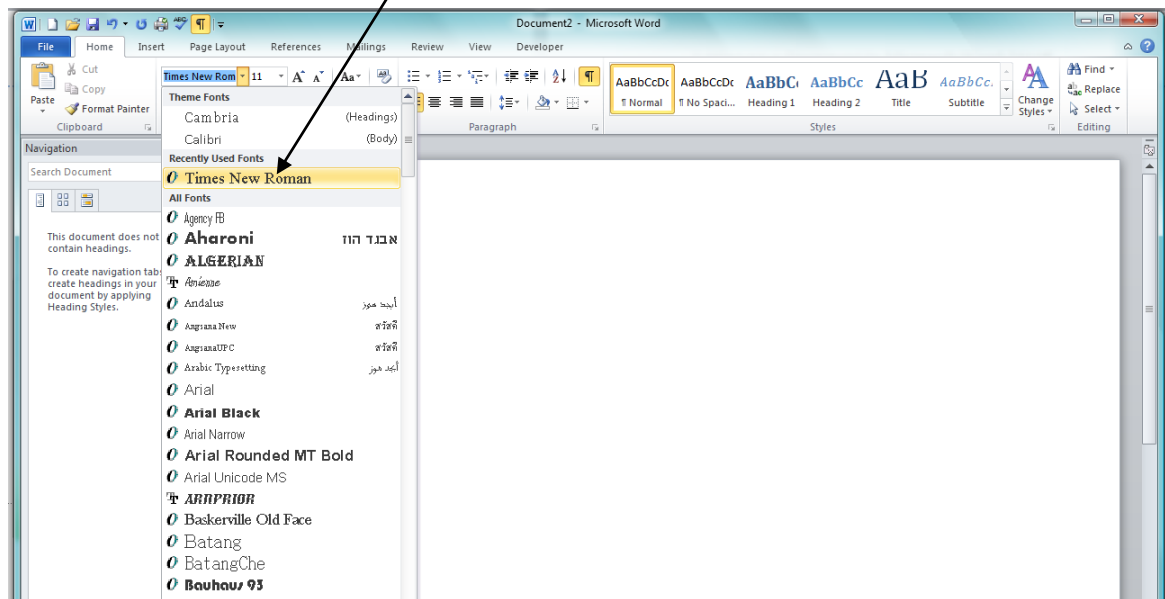 Document2 - Microsoft Word
File Home Insert Page Layout References Mailings Review View Developer
Paste
Cut
Copy
Format Painter
Clipboard
Times New Rom 11
Aa
Paragraph
AaBbCcDc AaBbCcDc AaBbC AaBbCc AaB AaBbCc.
¶ Normal ¶ No Spaci... Heading 1 Heading 2 Title Subtitle
Change Styles
Styles
Find
Replace
Select
Editing
Navigation
Search Document
This document does not
contain headings.
To create navigation tab
create headings in your
document by applying
Heading Styles.
Theme Fonts
Cambria (Headings)
Calibri (Body)
Recently Used Fonts
Times New Roman
All Fonts
Agency FB
Aharoni אבגד הוז
ALGERIAN
Amienne
Andalus أبجد هوز
Angsana New สวัสดี
AngsanaUPC สวัสดี
Arabic Typesetting أبجد هوز
Arial
Arial Black
Arial Narrow
Arial Rounded MT Bold
Arial Unicode MS
ARNPRIOR
Baskerville Old Face
Batang
BatangChe
Bauhaus 93